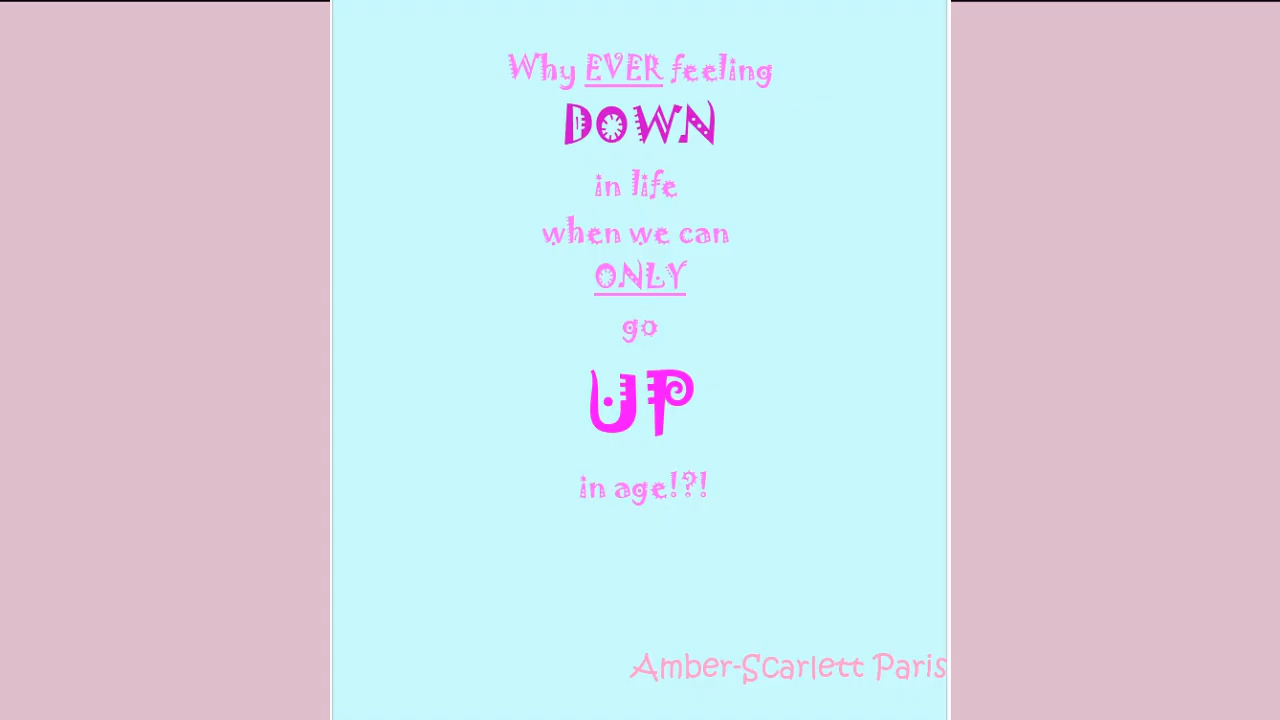 Why EVER feeling
DOWN
in life
when we can
ONLY
go
UP
in age!?!
Amber-Scarlett Paris